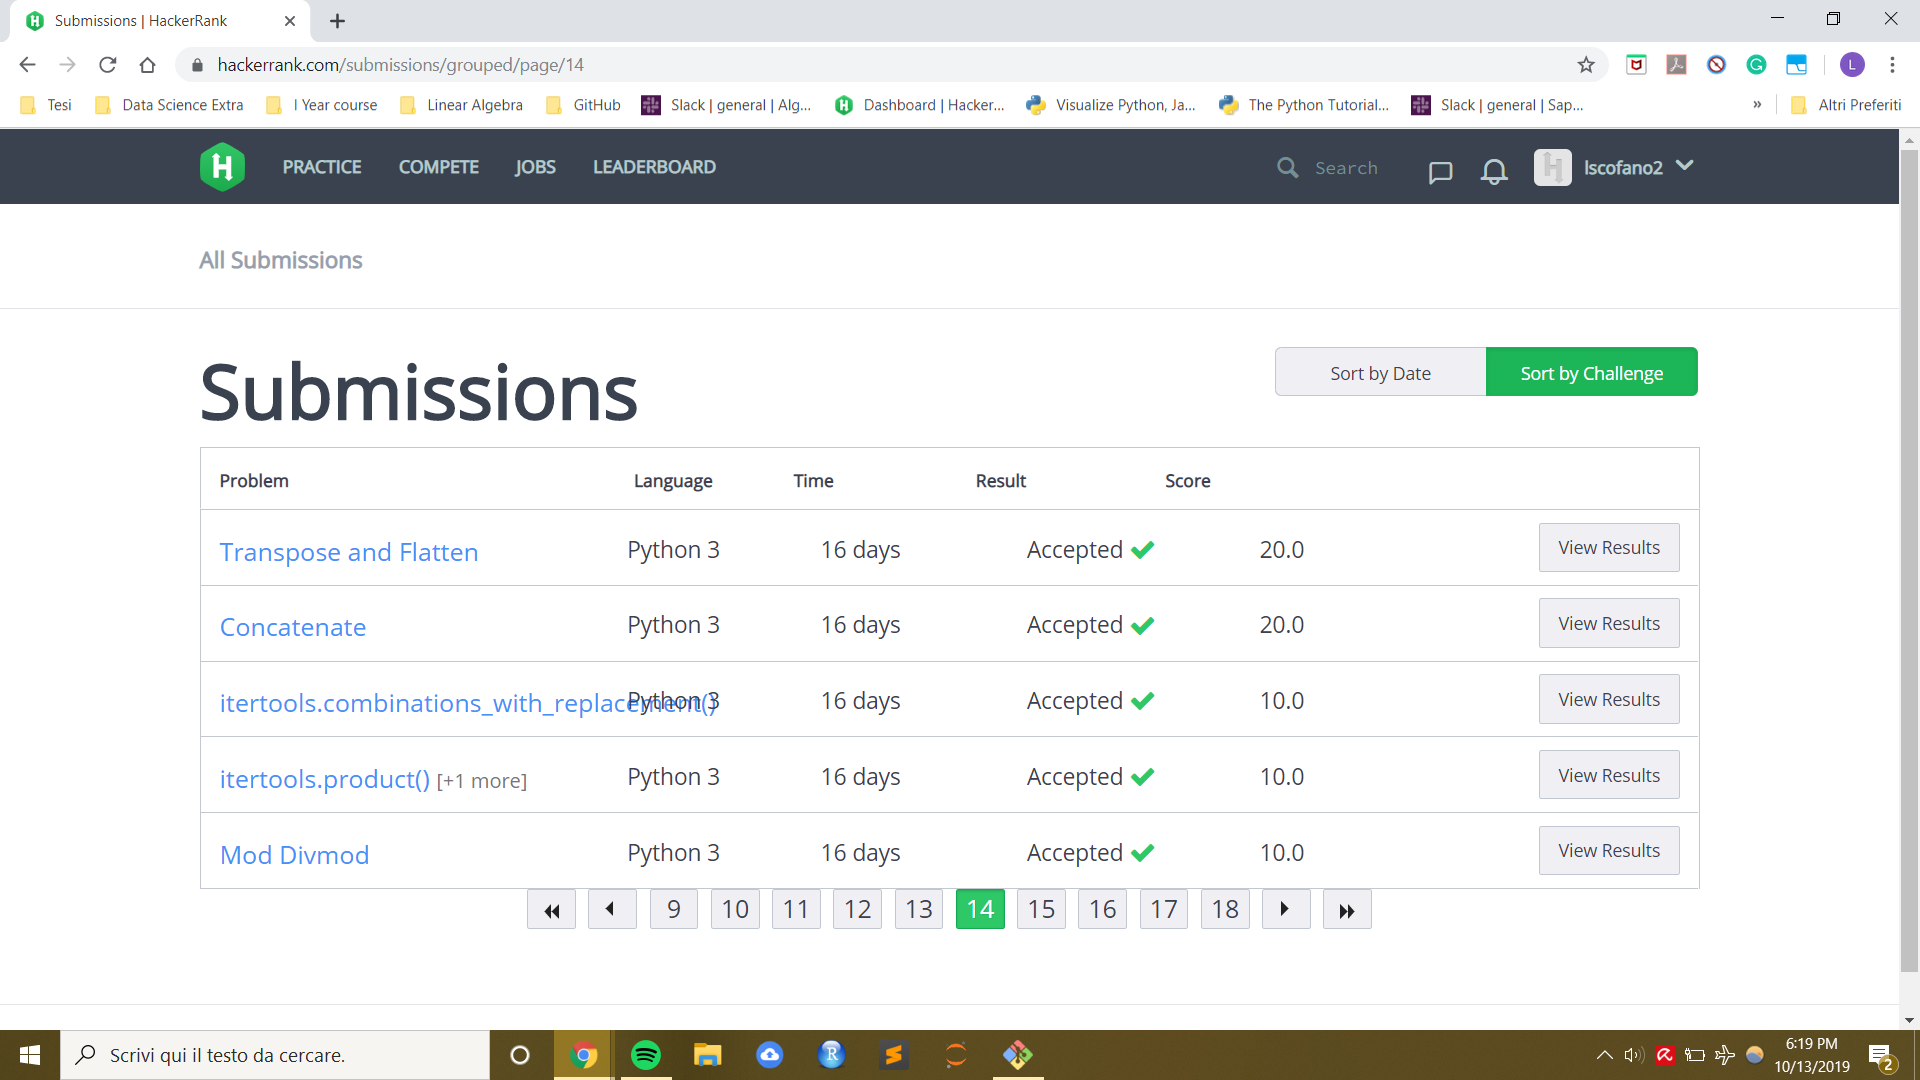 Submissions | HackerRank
hackerrank.com/submissions/grouped/page/14
L
Tesi Data Science Extra I Year course Linear Algebra GitHub Slack | general | Alg... Dashboard | Hacker... Visualize Python, Ja... The Python Tutorial... Slack | general | Sap... » Altri Preferiti
H PRACTICE COMPETE JOBS LEADERBOARD Search lscofano2
All Submissions
Submissions
Sort by Date Sort by Challenge
Problem Language Time Result Score
Transpose and Flatten Python 3 16 days Accepted 20.0 View Results
Concatenate Python 3 16 days Accepted 20.0 View Results
itertools.combinations_with_replacement() Python 3 16 days Accepted 10.0 View Results
itertools.product() [+1 more] Python 3 16 days Accepted 10.0 View Results
Mod Divmod Python 3 16 days Accepted 10.0 View Results
9 10 11 12 13 14 15 16 17 18
Scrivi qui il testo da cercare.
R
6:19 PM
10/13/2019
2